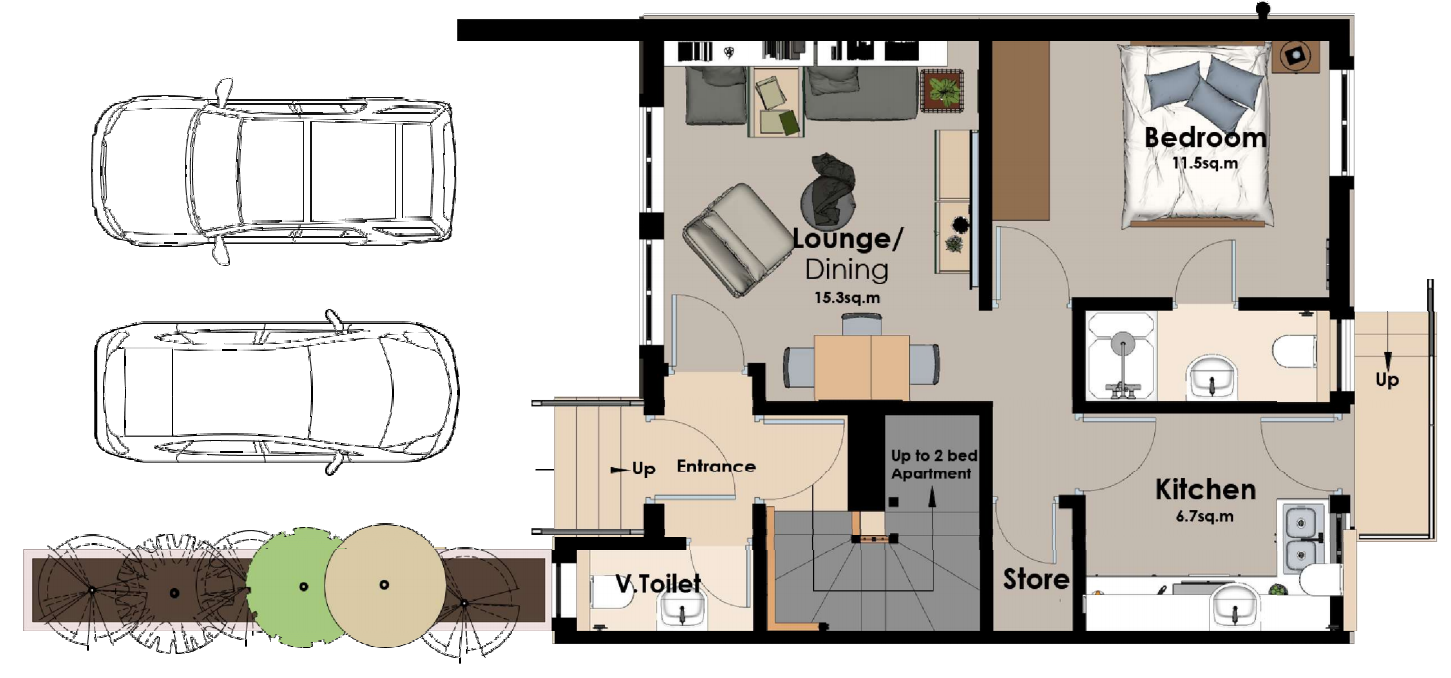 Bedroom
11.5sq.m
Lounge/
Dining
15.3sq.m
Up
Up
Entrance
Up to 2 bed
Apartment
Kitchen
6.7sq.m
V.Toilet
Store